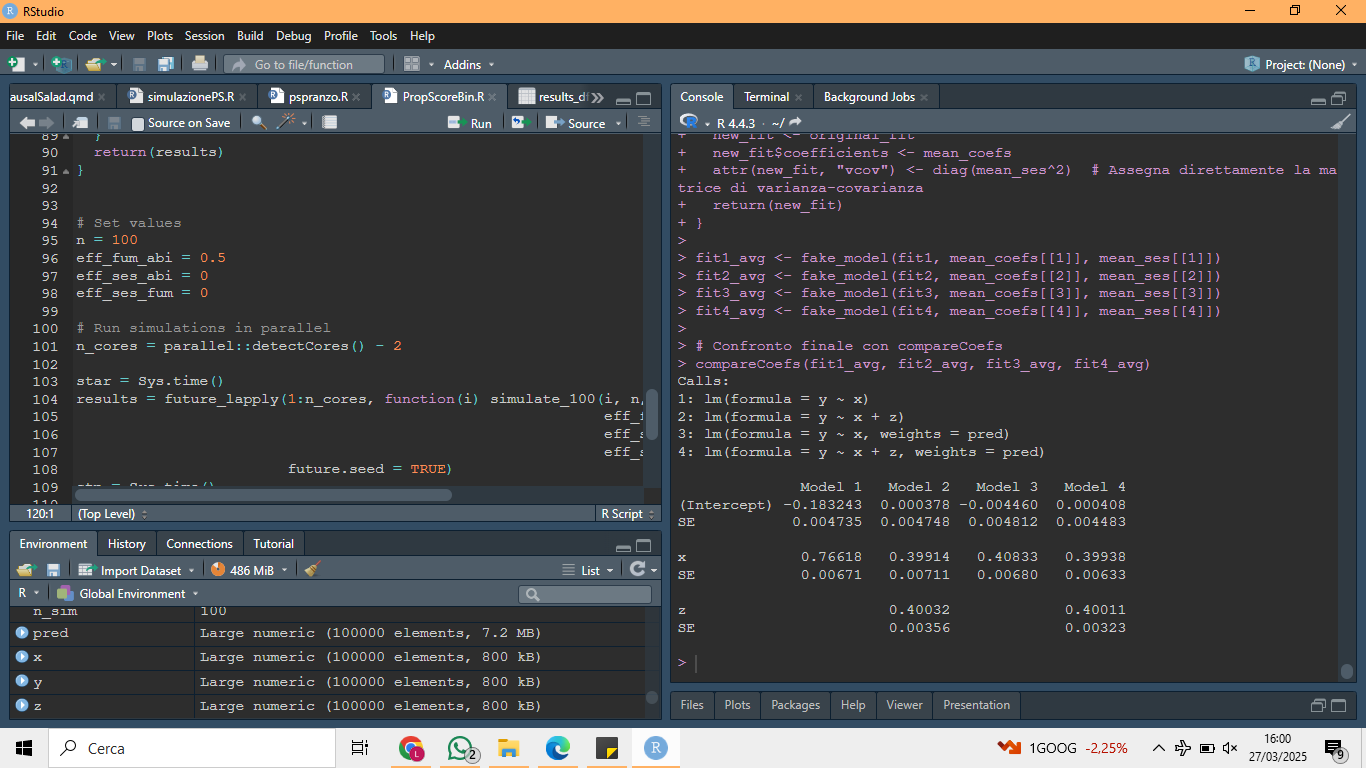 RStudio
File Edit Code View Plots Session Build Debug Profile Tools Help
Go to file/function
Addins
Project: (None)
ausalSalad.qmd
simulazionePS.R
pspranzo.R
PropScoreBin.R
results_df
Source on Save
Run
Source
89 }
90 return(results)
91 }
92
93
94 # Set values
95 n = 100
96 eff_fum_abi = 0.5
97 eff_ses_abi = 0
98 eff_ses_fum = 0
99
100 # Run simulations in parallel
101 n_cores = parallel::detectCores() - 2
102
103 star = Sys.time()
104 results = future_lapply(1:n_cores, function(i) simulate_100(i, n,
105 eff_f
106 eff_s
107 eff_s
108 future.seed = TRUE)
109 stp = Sys.time()
120:1 (Top Level) R Script
Environment History Connections Tutorial
Import Dataset 486 MiB List
R Global Environment
n_sim 100
pred Large numeric (100000 elements, 7.2 MB)
x Large numeric (100000 elements, 800 kB)
y Large numeric (100000 elements, 800 kB)
z Large numeric (100000 elements, 800 kB)
Console Terminal Background Jobs
R 4.4.3 · ~/
+ new_fit <- original_fit
+ new_fit$coefficients <- mean_coefs
+ attr(new_fit, "vcov") <- diag(mean_ses^2) # Assegna direttamente la ma
trice di varianza-covarianza
+ return(new_fit)
+ }
>
> fit1_avg <- fake_model(fit1, mean_coefs[[1]], mean_ses[[1]])
> fit2_avg <- fake_model(fit2, mean_coefs[[2]], mean_ses[[2]])
> fit3_avg <- fake_model(fit3, mean_coefs[[3]], mean_ses[[3]])
> fit4_avg <- fake_model(fit4, mean_coefs[[4]], mean_ses[[4]])
>
> # Confronto finale con compareCoefs
> compareCoefs(fit1_avg, fit2_avg, fit3_avg, fit4_avg)
Calls:
1: lm(formula = y ~ x)
2: lm(formula = y ~ x + z)
3: lm(formula = y ~ x, weights = pred)
4: lm(formula = y ~ x + z, weights = pred)
Model 1 Model 2 Model 3 Model 4
(Intercept) -0.183243 0.000378 -0.004460 0.000408
SE 0.004735 0.004748 0.004812 0.004483
x 0.76618 0.39914 0.40833 0.39938
SE 0.00671 0.00711 0.00680 0.00633
z 0.40032 0.40011
SE 0.00356 0.00323
>
Files Plots Packages Help Viewer Presentation
Cerca
2
1GOOG -2,25%
16:00
27/03/2025
9